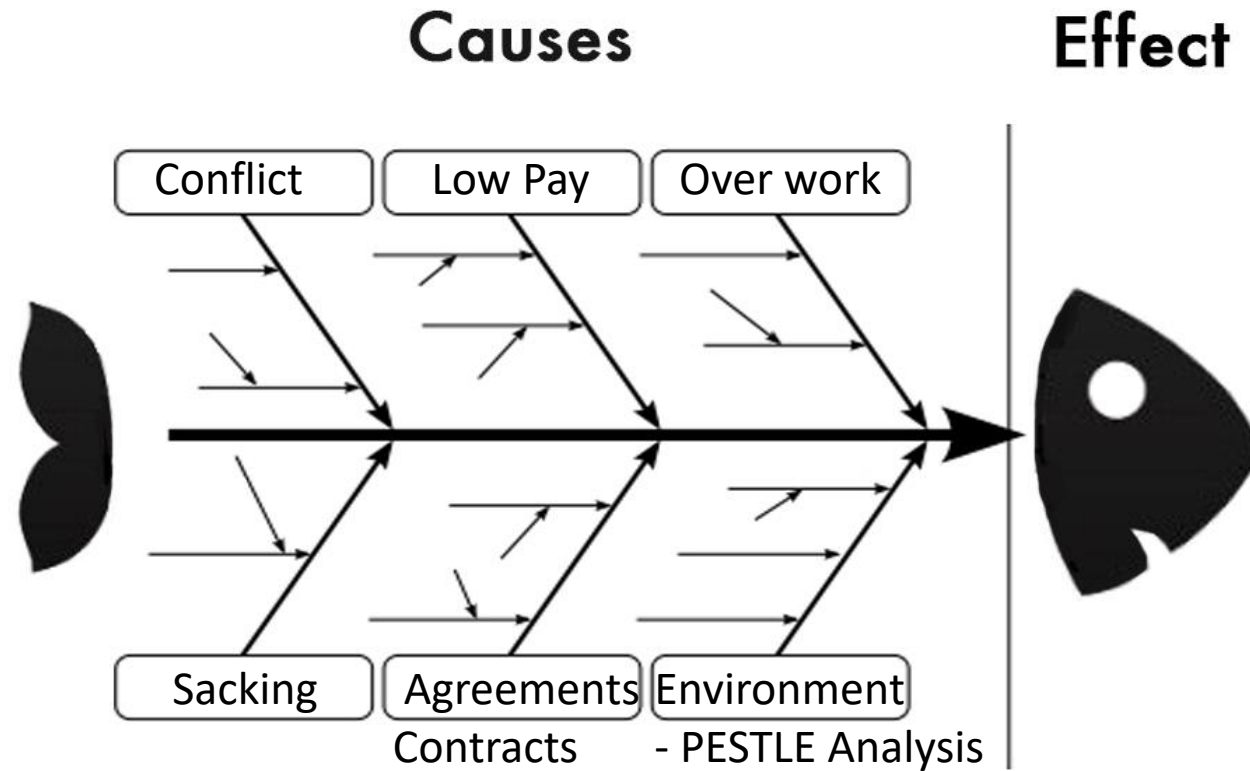 Causes
Effect
Conflict
Low Pay
Over work
Sacking
Agreements
Environment
Contracts
- PESTLE Analysis